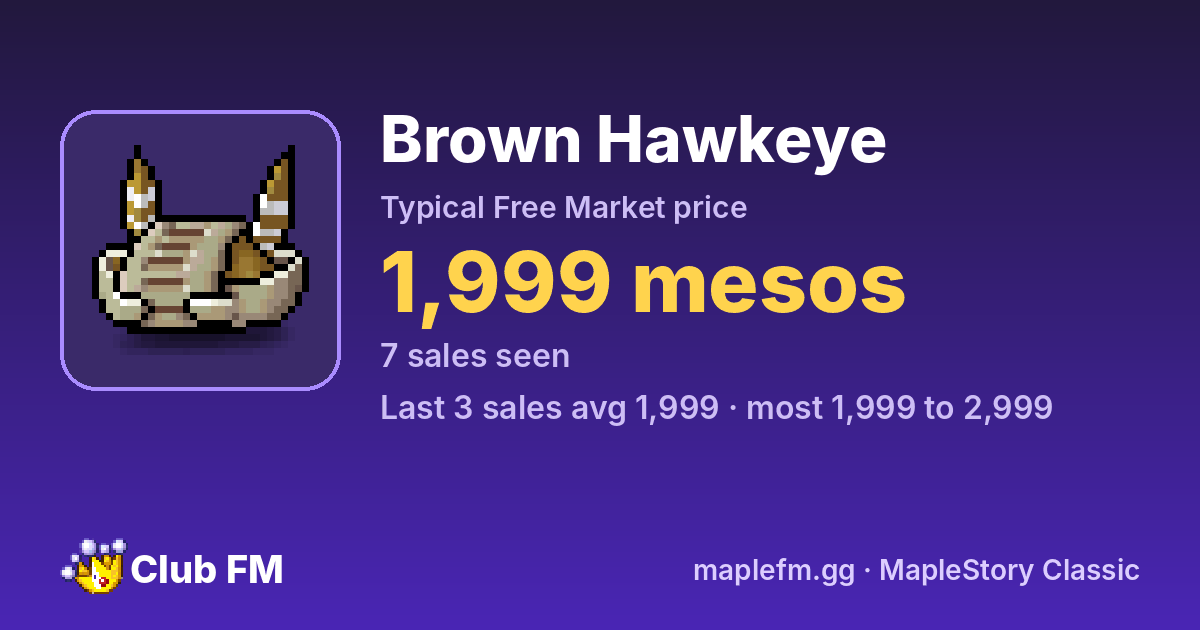 Brown Hawkeye
Typical Free Market price
1,999 mesos
7 sales seen
Last 3 sales avg 1,999 · most 1,999 to 2,999
Club FM
maplefm.gg · MapleStory Classic